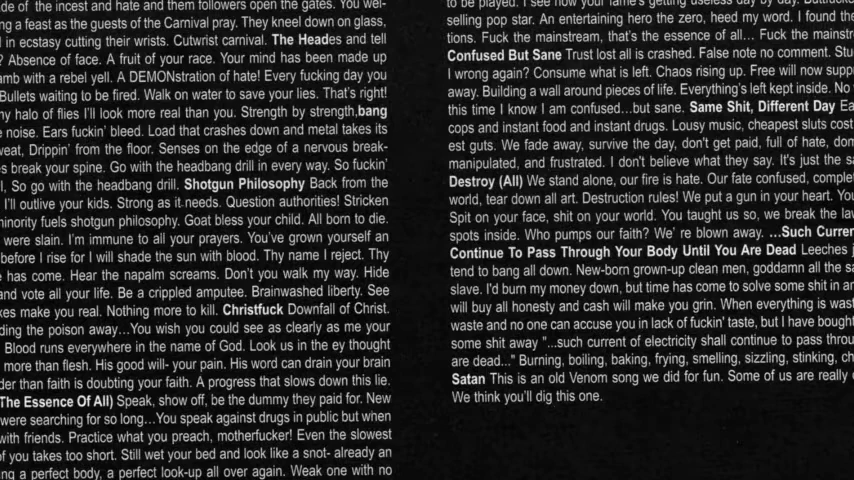 de of the incest and hate and them followers open the gates. You wel-
ng a feast as the guests of the Carnival pray. They kneel down on glass,
in ecstasy cutting their wrists. Cutwrist carnival. The Heades and tell
? Absence of face. A fruit of your race. Your mind has been made up
amb with a rebel yell. A DEMONstration of hate! Every fucking day you
Bullets waiting to be fired. Walk on water to save your lies. That's right!
ny halo of flies I'll look more real than you. Strength by strength,bang
e noise. Ears fuckin' bleed. Load that crashes down and metal takes its
weat, Drippin' from the floor. Senses on the edge of a nervous break-
es break your spine. Go with the headbang drill in every way. So fuckin'
l, So go with the headbang drill. Shotgun Philosophy Back from the
I'll outlive your kids. Strong as it needs. Question authorities! Stricken
minority fuels shotgun philosophy. Goat bless your child. All born to die.
were slain. I'm immune to all your prayers. You've grown yourself an
before I rise for I will shade the sun with blood. Thy name I reject. Thy
e has come. Hear the napalm screams. Don't you walk my way. Hide
and vote all your life. Be a crippled amputee. Brainwashed liberty. See
kes make you real. Nothing more to kill. Christfuck Downfall of Christ.
ding the poison away…You wish you could see as clearly as me your
Blood runs everywhere in the name of God. Look us in the ey thought
more than flesh. His good will- your pain. His word can drain your brain
der than faith is doubting your faith. A progress that slows down this lie.
The Essence Of All) Speak, show off, be the dummy they paid for. New
were searching for so long…You speak against drugs in public but when
with friends. Practice what you preach, motherfucker! Even the slowest
of you takes too short. Still wet your bed and look like a snot- already an
ng a perfect body, a perfect look-up all over again. Weak one with no
to be played. I see now your fame's getting useless day by day.
selling pop star. An entertaining hero the zero, heed my word. I found the
tions. Fuck the mainstream, that's the essence of all… Fuck the mainstre
Confused But Sane Trust lost all is crashed. False note no comment. Stu
I wrong again? Consume what is left. Chaos rising up. Free will now supp
away. Building a wall around pieces of life. Everything's left kept inside. No
this time I know I am confused…but sane. Same Shit, Different Day Ea
cops and instant food and instant drugs. Lousy music, cheapest sluts cost
est guts. We fade away, survive the day, don't get paid, full of hate, dom
manipulated, and frustrated. I don't believe what they say. It's just the sa
Destroy (All) We stand alone, our fire is hate. Our fate confused, complet
world, tear down all art. Destruction rules! We put a gun in your heart. You
Spit on your face, shit on your world. You taught us so, we break the law
spots inside. Who pumps our faith? We' re blown away. …Such Curren
Continue To Pass Through Your Body Until You Are Dead Leeches j
tend to bang all down. New-born grown-up clean men, goddamn all the sa
slave. I'd burn my money down, but time has come to solve some shit in ar
will buy all honesty and cash will make you grin. When everything is wast
waste and no one can accuse you in lack of fuckin' taste, but I have bought
some shit away "...such current of electricity shall continue to pass throu
are dead..." Burning, boiling, baking, frying, smelling, sizzling, stinking, ch
Satan This is an old Venom song we did for fun. Some of us are really
We think you'll dig this one.